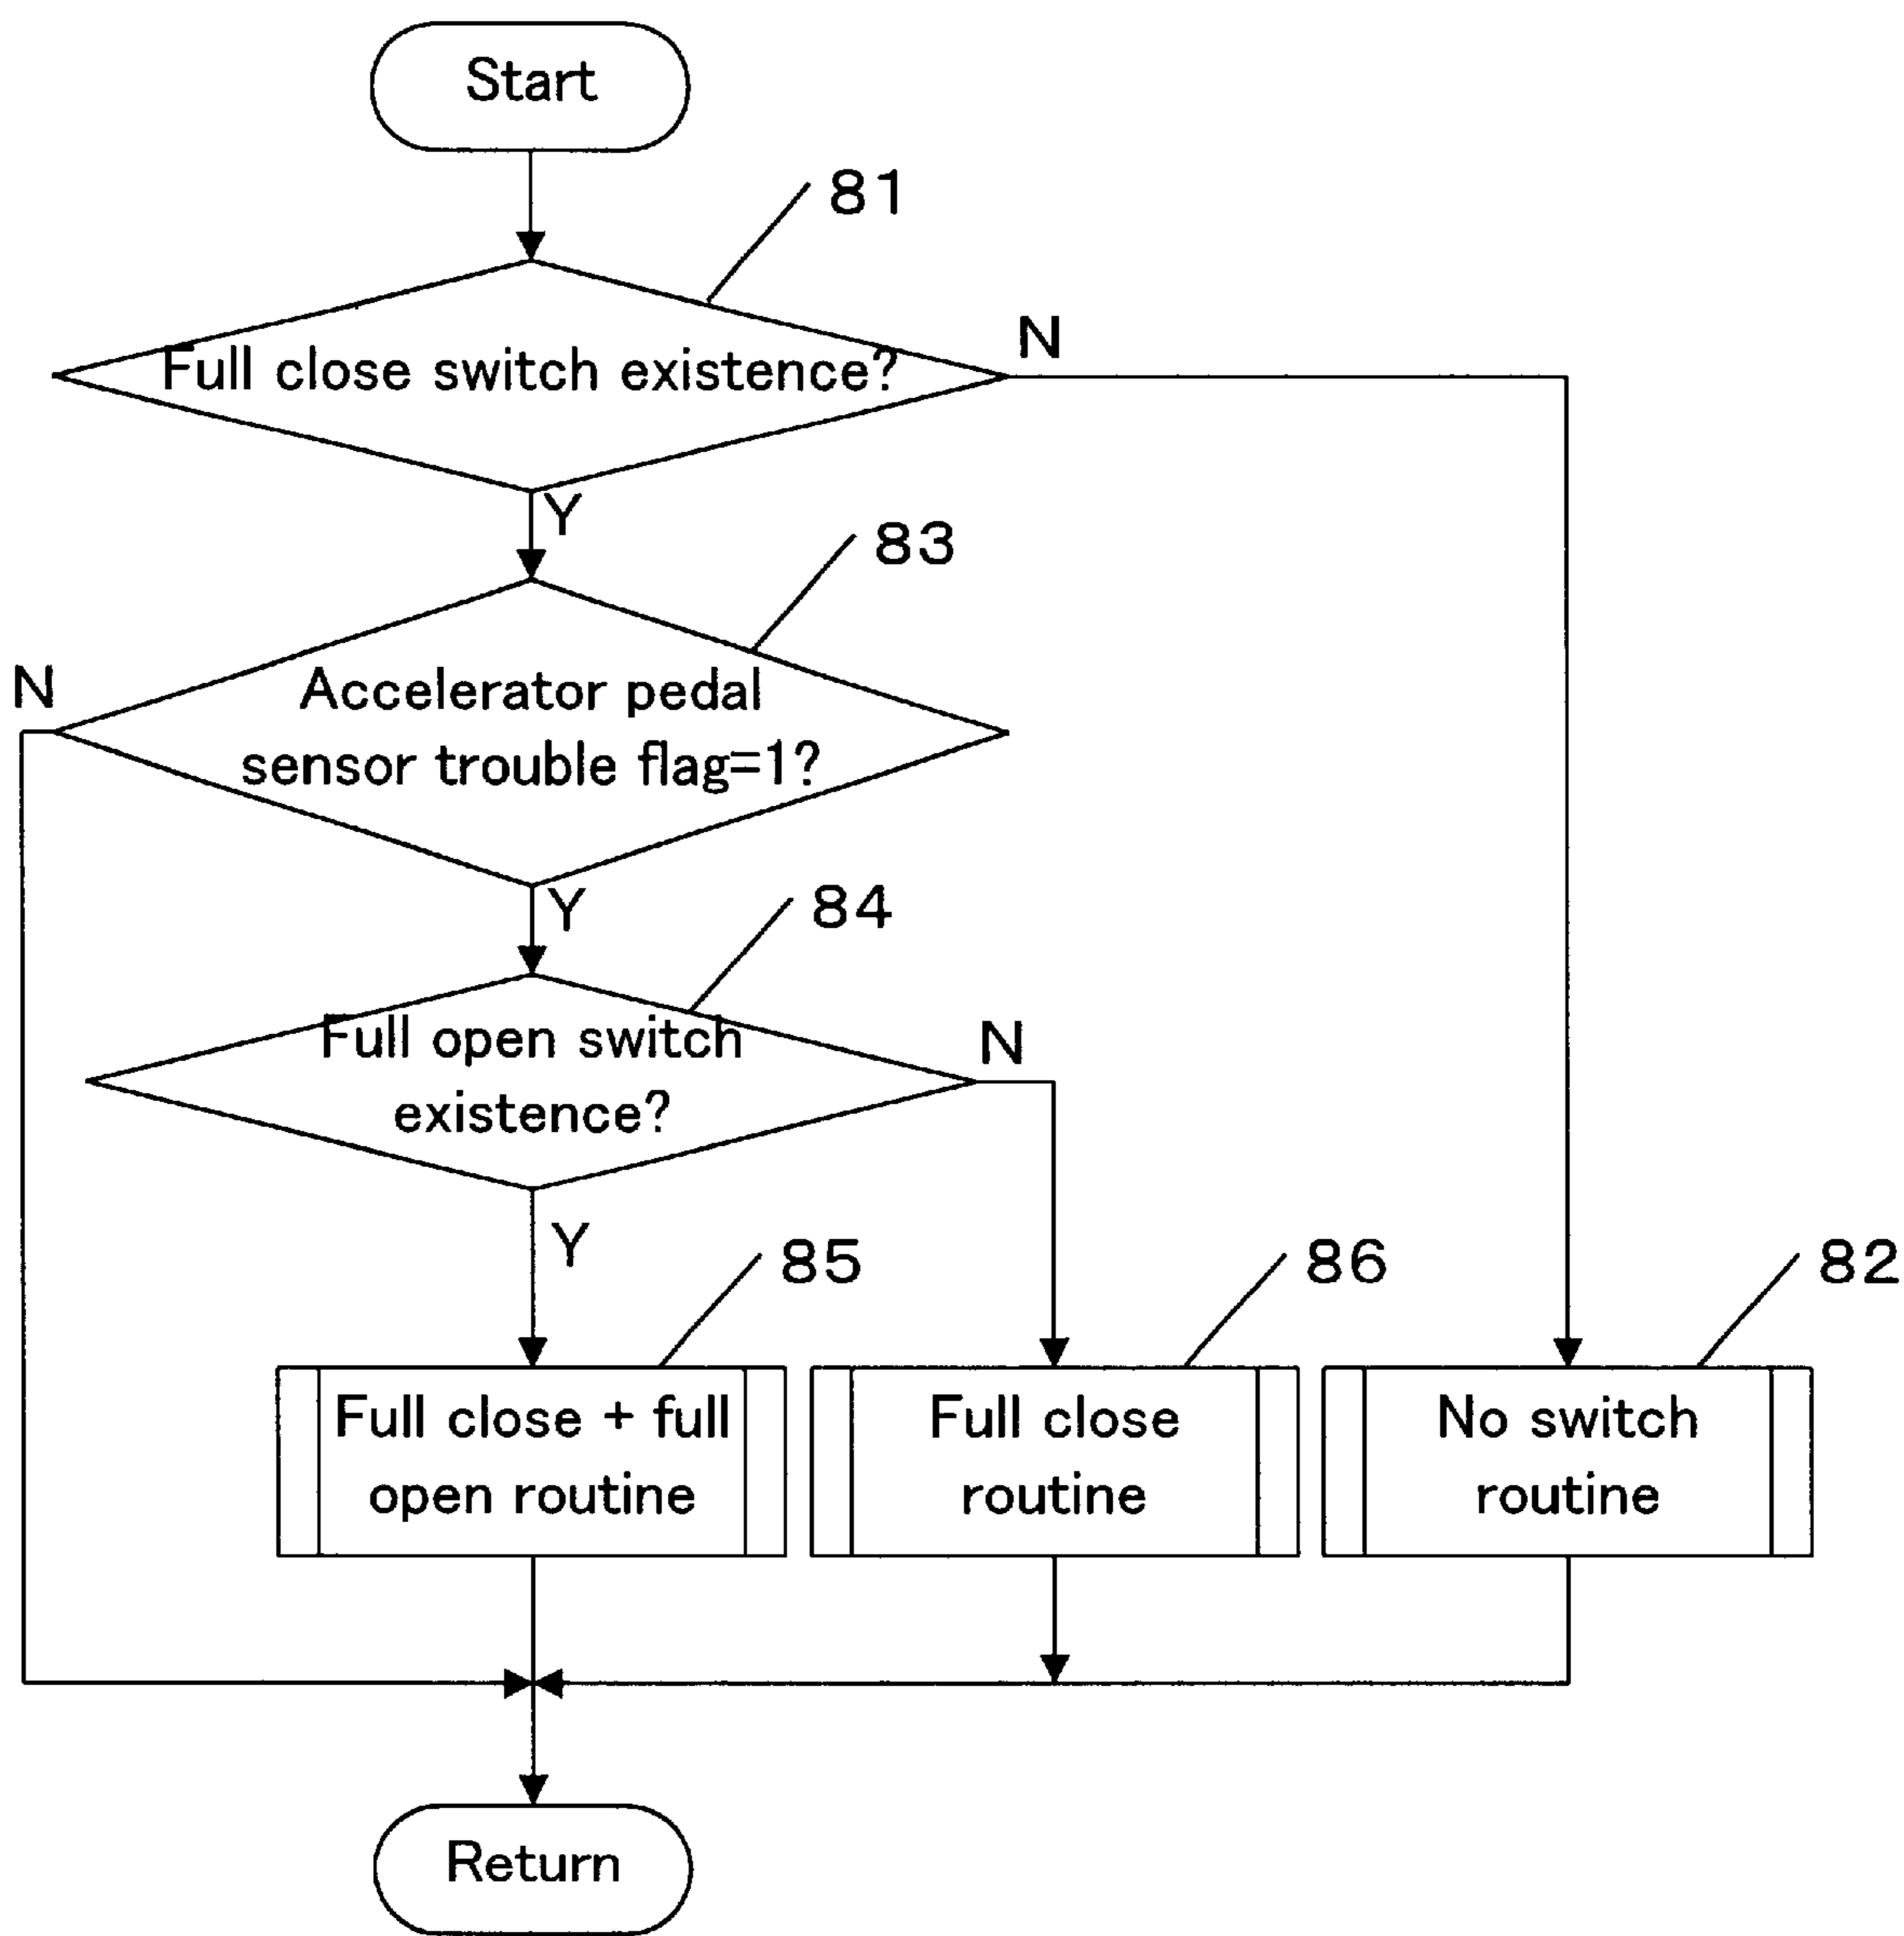 Start
81
Full close switch existence?
N
Y
83
N
Accelerator pedal
sensor trouble flag=1?
Y
84
Full open switch
existence?
N
Y
85
86
82
Full close + full
open routine
Full close
routine
No switch
routine
Return